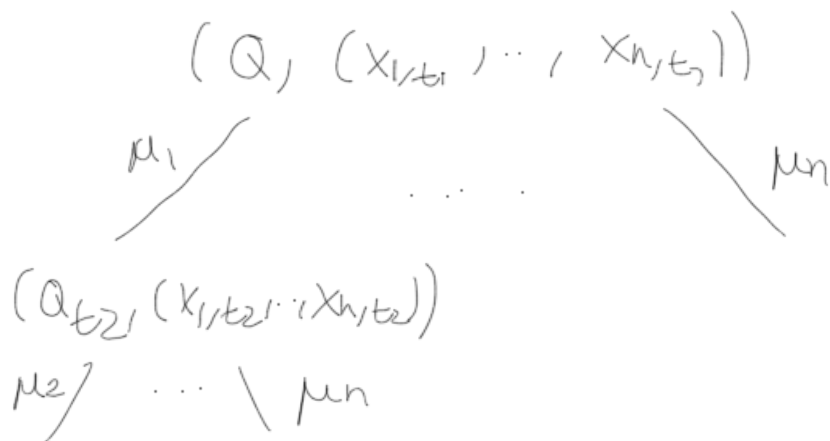 (Q, (x₁,t₁, ..., xn,t₁))
μ₁ ... μn
(Qt₂, (x₁,t₂, ..., xn,t₂))
μ₂ ... μn